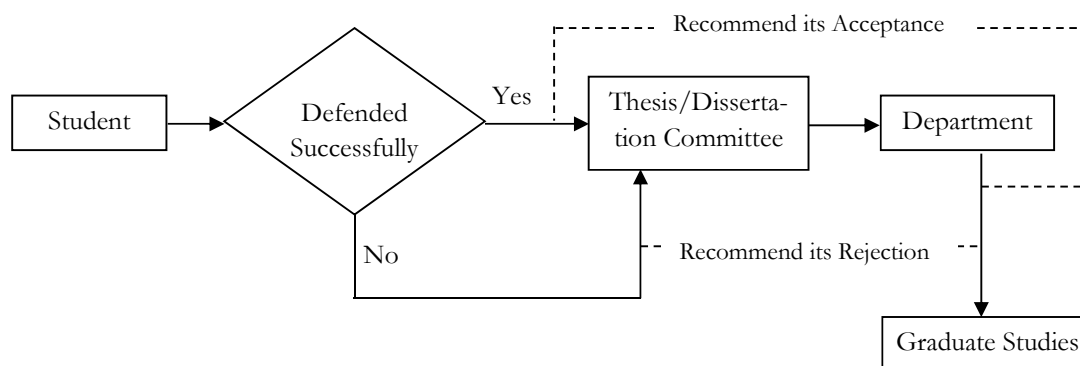 Recommend its Acceptance
Student
Defended
Successfully
Yes
Thesis/Disserta-
tion Committee
Department
No
Recommend its Rejection
Graduate Studies